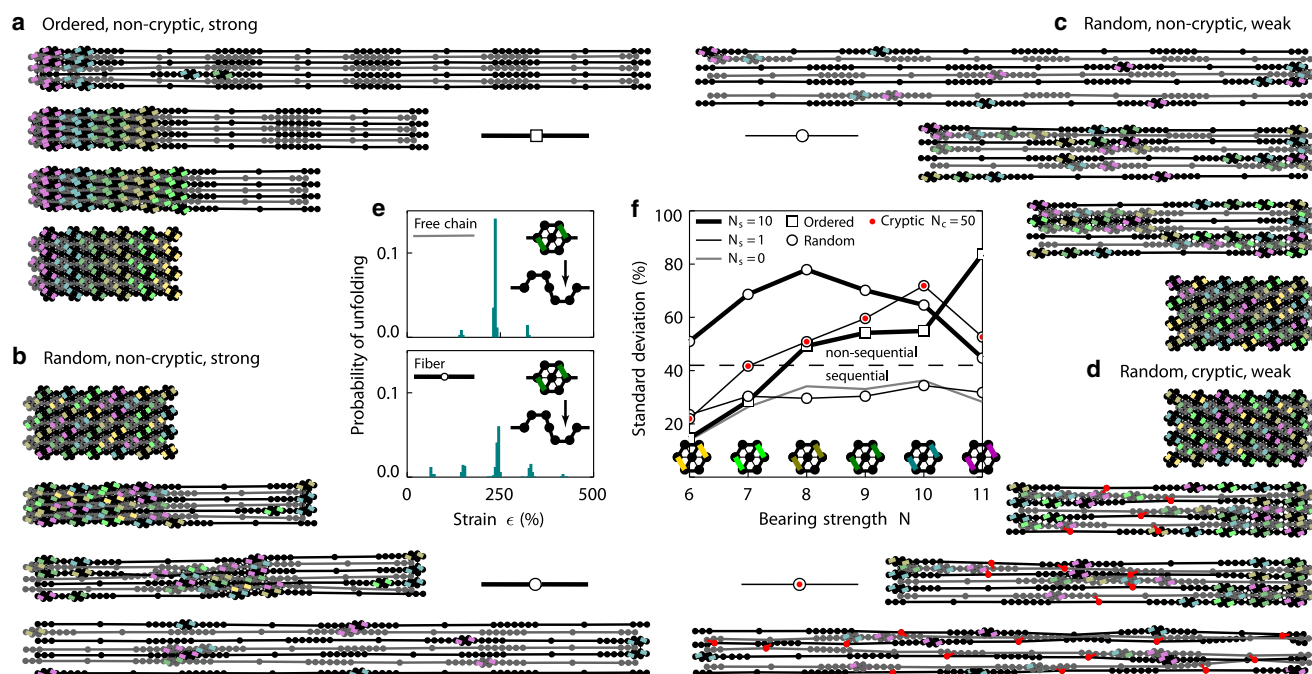 a Ordered, non-cryptic, strong
c Random, non-cryptic, weak
b Random, non-cryptic, strong
e
Free chain
0.1
0.0
Fiber
0.1
0.0
0 250 500
Probability of unfolding
Strain ϵ (%)
f
N_s = 10 Ordered Cryptic N_c = 50
N_s = 1 Random
N_s = 0
100
80
60
40
20
non-sequential
sequential
6 7 8 9 10 11
Standard deviation (%)
Bearing strength N
d Random, cryptic, weak